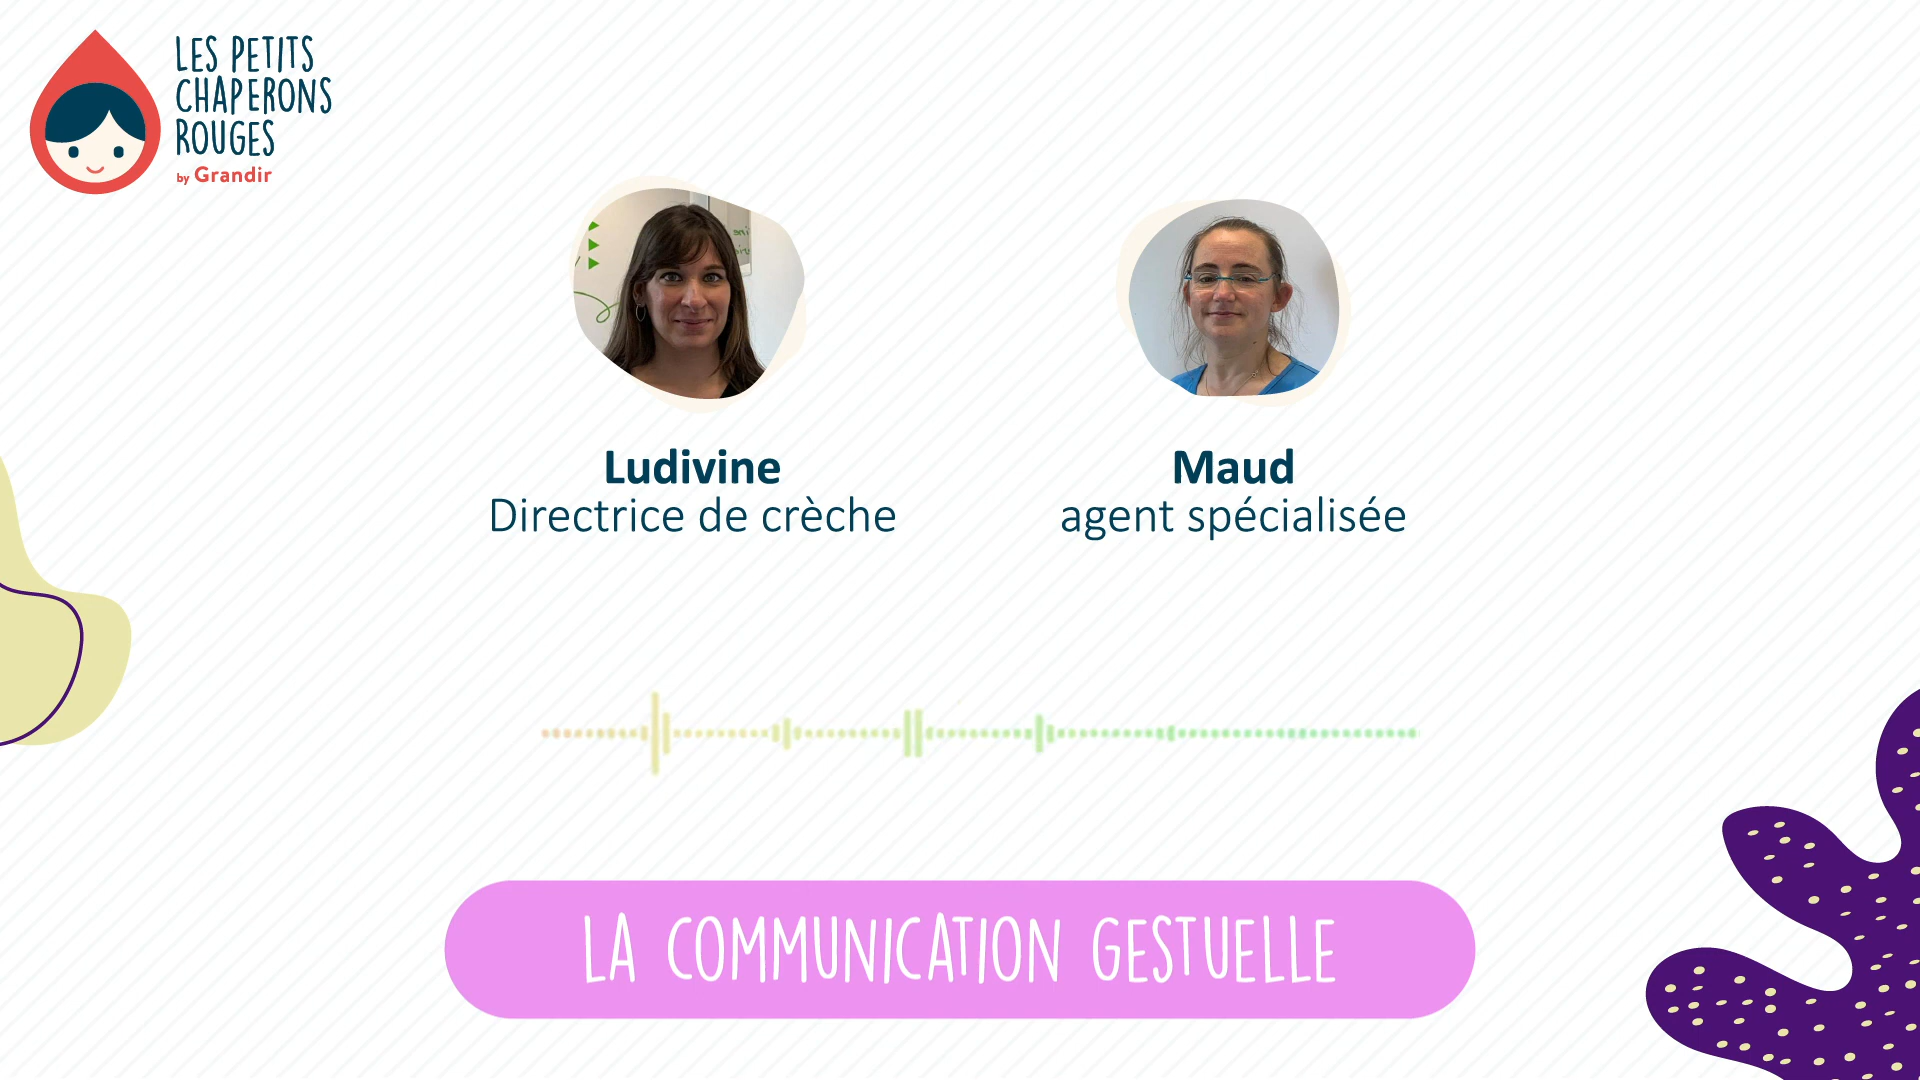 LES PETITS
CHAPERONS
ROUGES
by Grandir
Ludivine
Directrice de crèche
Maud
agent spécialisée
LA COMMUNICATION GESTUELLE